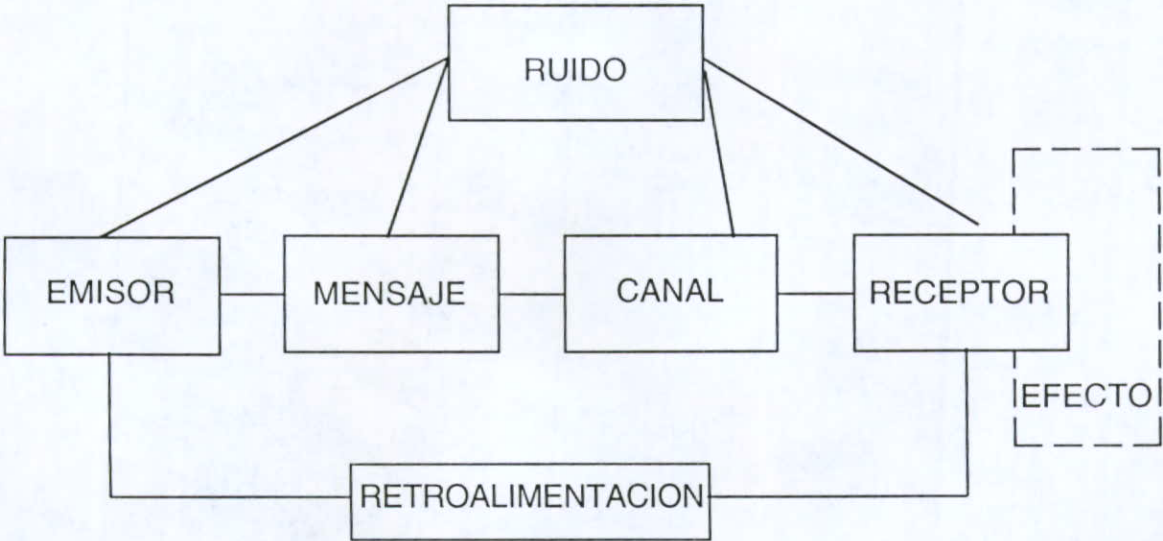 RUIDO
EMISOR
MENSAJE
CANAL
RECEPTOR
EFECTO
RETROALIMENTACION